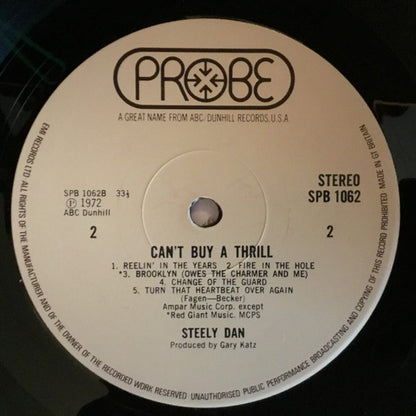 PROBE
A GREAT NAME FROM ABC/DUNHILL RECORDS, U.S.A.
SPB 1062B 33⅓
℗ 1972
ABC Dunhill
STEREO
SPB 1062
2
2
CAN'T BUY A THRILL
1. REELIN' IN THE YEARS 2. FIRE IN THE HOLE
*3. BROOKLYN (OWES THE CHARMER AND ME)
4. CHANGE OF THE GUARD
5. TURN THAT HEARTBEAT OVER AGAIN
(Fagen—Becker)
Ampar Music Corp. except
*Red Giant Music. MCPS
STEELY DAN
Produced by Gary Katz
EMI RECORDS LTD ALL RIGHTS OF THE MANUFACTURER AND OF THE OWNER OF THE RECORDED WORK RESERVED UNAUTHORISED PUBLIC PERFORMANCE BROADCASTING AND COPYING OF THIS RECORD PROHIBITED MADE IN GT BRITAIN